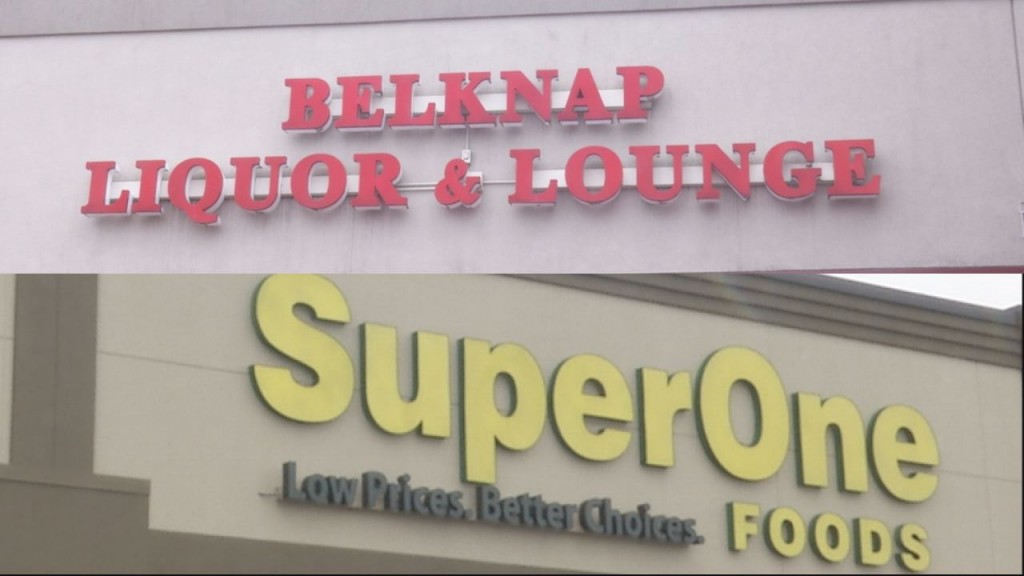 BELKNAP
LIQUOR & LOUNGE
SuperOne
Low Prices. Better Choices.
FOODS